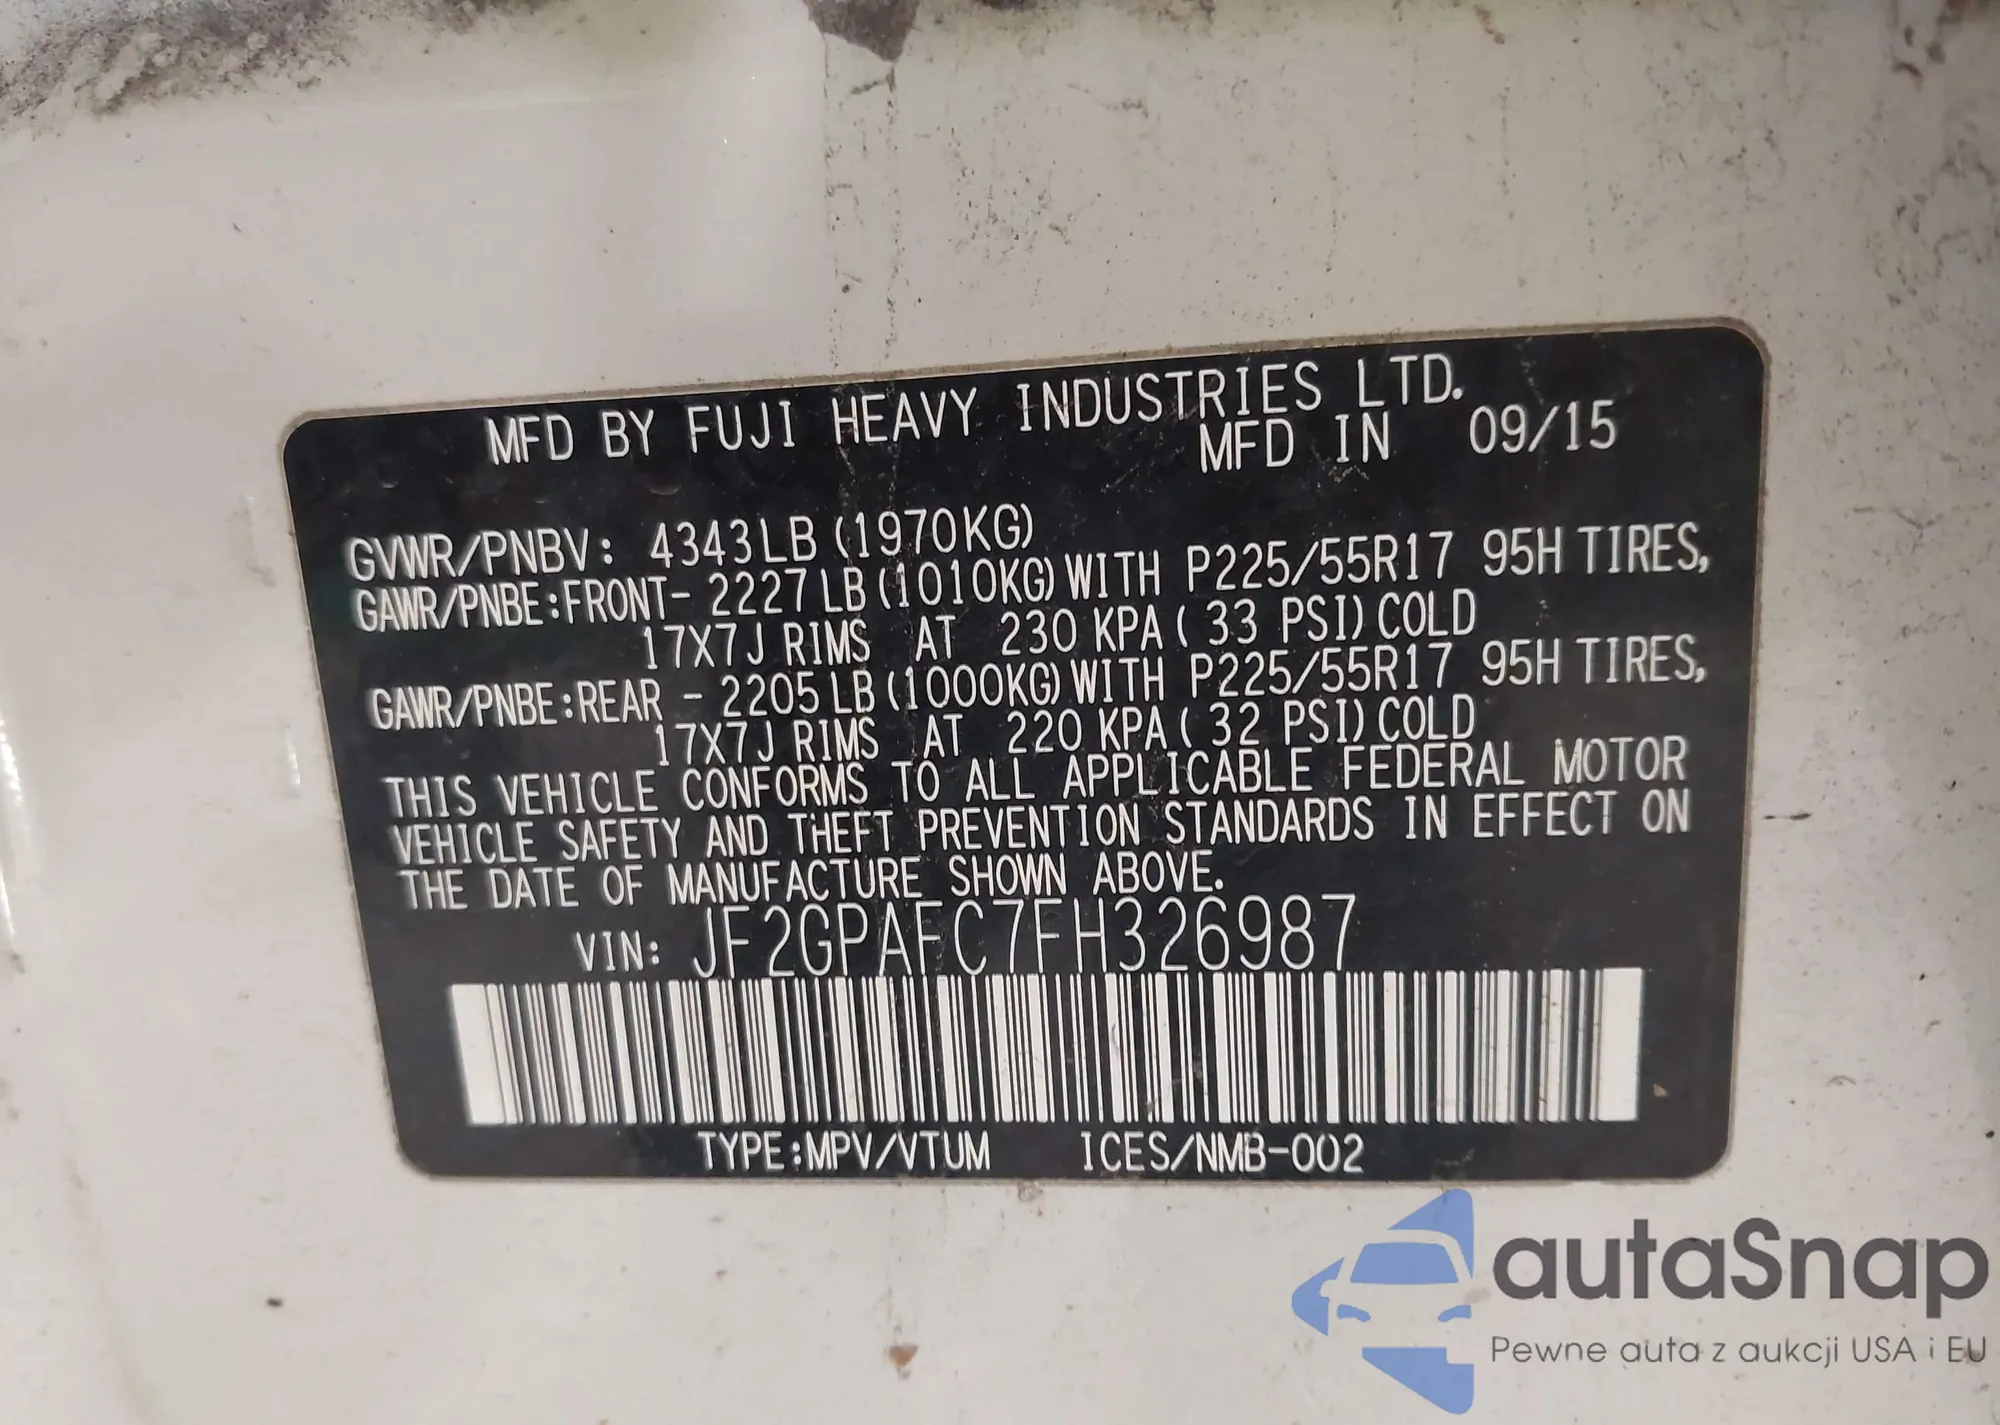 MFD BY FUJI HEAVY INDUSTRIES LTD.
MFD IN 09/15
GVWR/PNBV: 4343LB (1970KG)
GAWR/PNBE:FRONT- 2227LB (1010KG) WITH P225/55R17 95H TIRES,
17X7J RIMS AT 230 KPA ( 33 PSI) COLD
GAWR/PNBE:REAR - 2205LB (1000KG) WITH P225/55R17 95H TIRES,
17X7J RIMS AT 220 KPA ( 32 PSI) COLD
THIS VEHICLE CONFORMS TO ALL APPLICABLE FEDERAL MOTOR
VEHICLE SAFETY AND THEFT PREVENTION STANDARDS IN EFFECT ON
THE DATE OF MANUFACTURE SHOWN ABOVE.
VIN: JF2GPAFC7FH326987
TYPE:MPV/VTUM ICES/NMB-002
autaSnap
Pewne auta z aukcji USA i EU